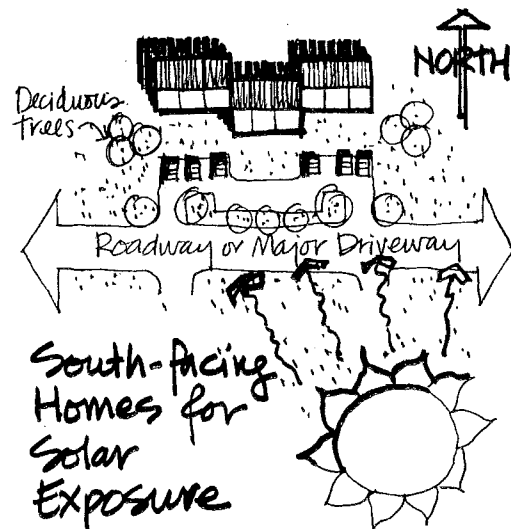 NORTH
Deciduous
trees
Roadway or Major Driveway
South-facing
Homes for
Solar
Exposure